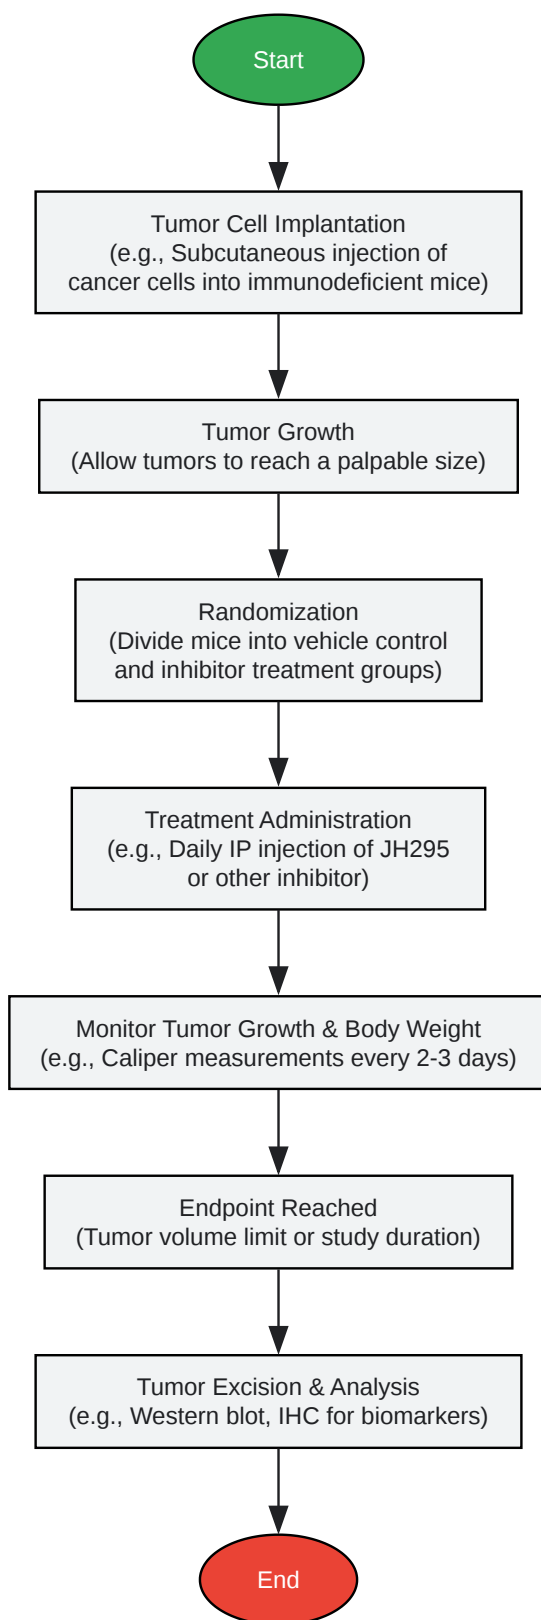 Start
Tumor Cell Implantation
(e.g., Subcutaneous injection of
cancer cells into immunodeficient mice)
Tumor Growth
(Allow tumors to reach a palpable size)
Randomization
(Divide mice into vehicle control
and inhibitor treatment groups)
Treatment Administration
(e.g., Daily IP injection of JH295
or other inhibitor)
Monitor Tumor Growth & Body Weight
(e.g., Caliper measurements every 2-3 days)
Endpoint Reached
(Tumor volume limit or study duration)
Tumor Excision & Analysis
(e.g., Western blot, IHC for biomarkers)
End